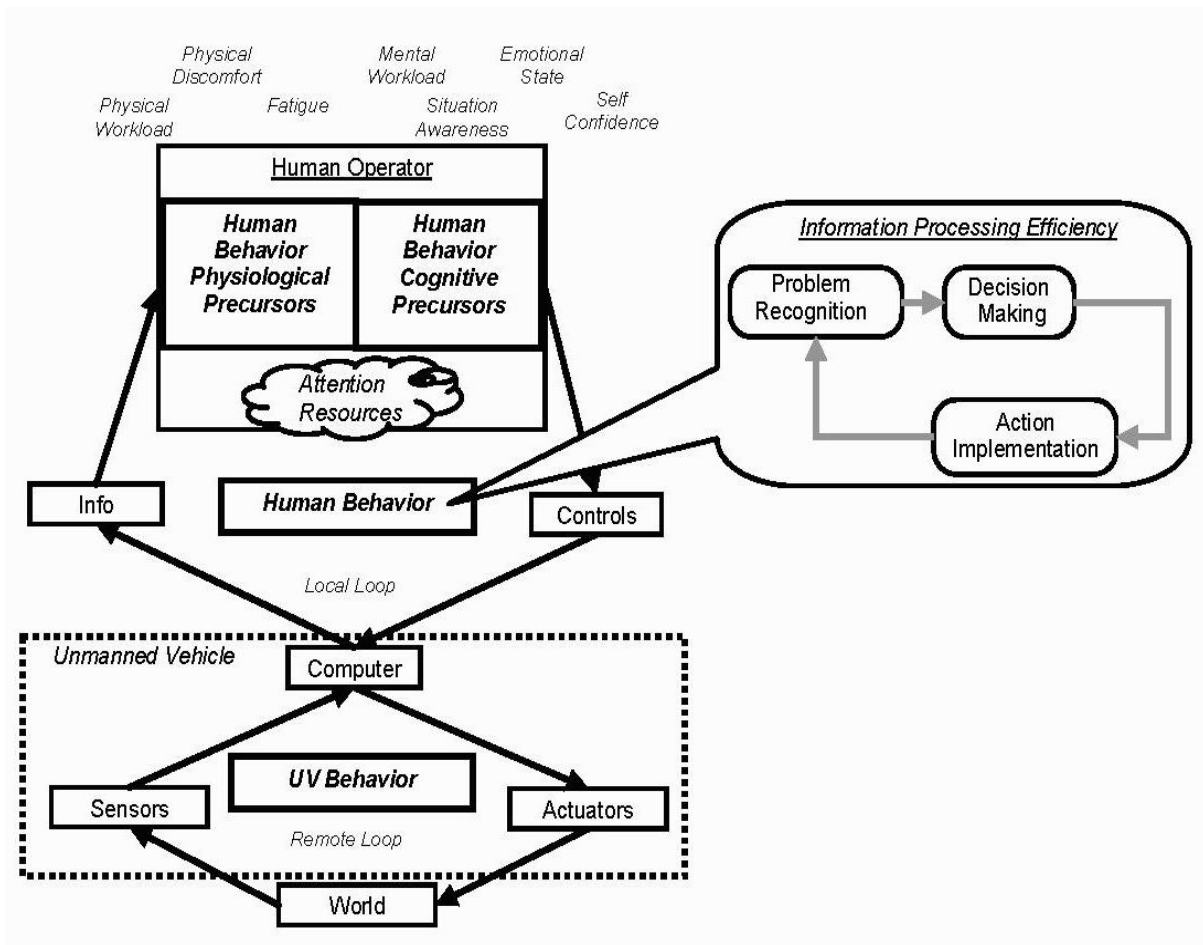 Physical
Discomfort
Mental
Workload
Emotional
State
Physical
Workload
Fatigue
Situation
Awareness
Self
Confidence
Human Operator
Human
Behavior
Physiological
Precursors
Human
Behavior
Cognitive
Precursors
Attention
Resources
Information Processing Efficiency
Problem
Recognition
Decision
Making
Action
Implementation
Info
Human Behavior
Controls
Local Loop
Unmanned Vehicle
Computer
UV Behavior
Sensors
Actuators
Remote Loop
World